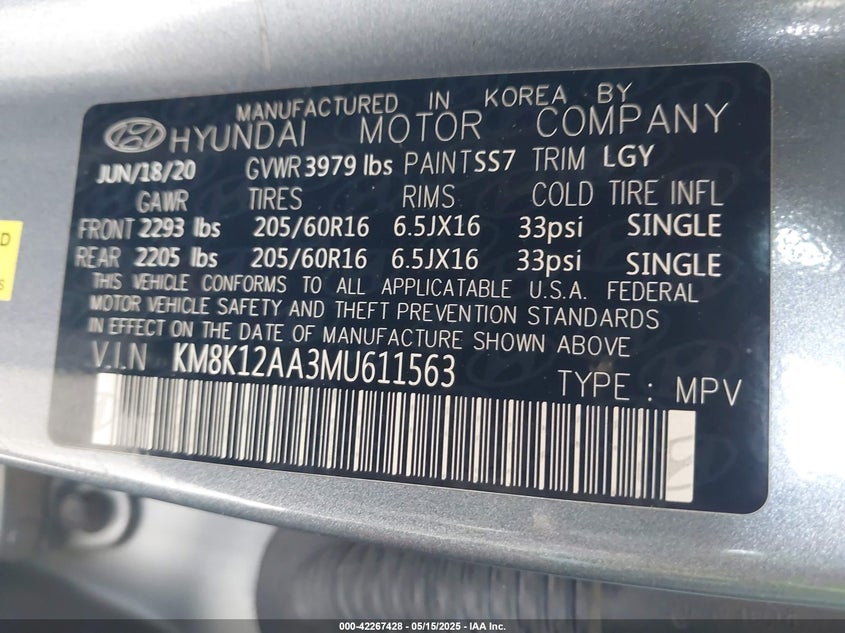 MANUFACTURED IN KOREA BY
HYUNDAI MOTOR COMPANY
JUN/18/20 GVWR 3979 lbs PAINT SS7 TRIM LGY
GAWR TIRES RIMS COLD TIRE INFL
FRONT 2293 lbs 205/60R16 6.5JX16 33psi SINGLE
REAR 2205 lbs 205/60R16 6.5JX16 33psi SINGLE
THIS VEHICLE CONFORMS TO ALL APPLICATABLE U.S.A. FEDERAL
MOTOR VEHICLE SAFETY AND THEFT PREVENTION STANDARDS
IN EFFECT ON THE DATE OF MANUFACTURE SHOWN ABOVE
V.I.N KM8K12AA3MU611563
TYPE : MPV
D
S
000-42267428 - 05/15/2025 - IAA Inc.